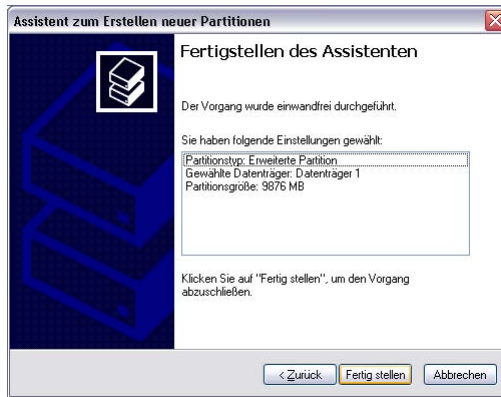 Assistent zum Erstellen neuer Partitionen
Fertigstellen des Assistenten
Der Vorgang wurde einwandfrei durchgeführt.
Sie haben folgende Einstellungen gewählt:
Partitionstyp: Erweiterte Partition
Gewählte Datenträger: Datenträger 1
Partitionsgröße: 9876 MB
Klicken Sie auf "Fertig stellen", um den Vorgang
abzuschließen.
< Zurück Fertig stellen Abbrechen